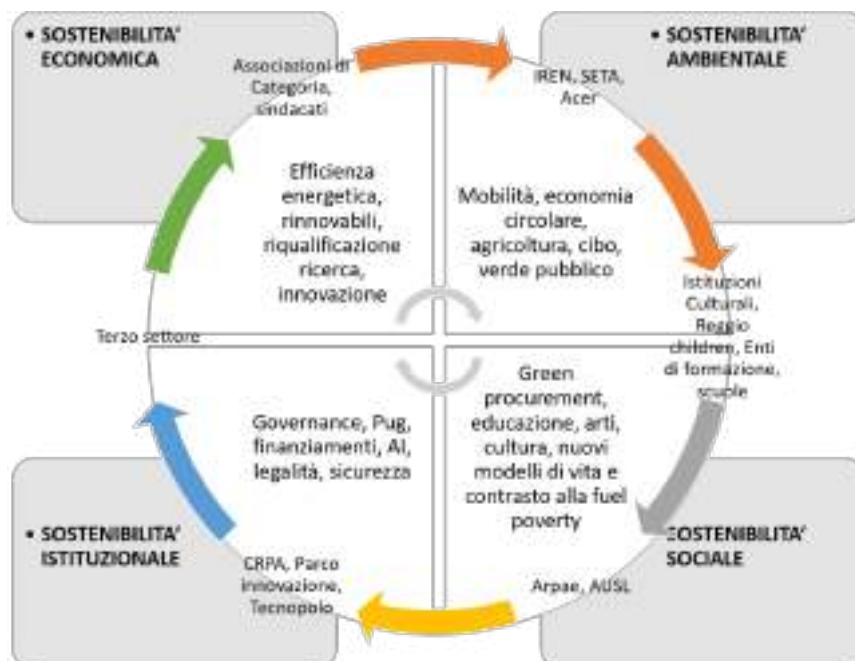 • SOSTENIBILITA'
ECONOMICA
• SOSTENIBILITA'
AMBIENTALE
Associazioni di
Categoria,
sindacati
IREN, SETA,
Acer
Efficienza
energetica,
rinnovabili,
riqualificazione
ricerca,
innovazione
Mobilità, economia
circolare,
agricoltura, cibo,
verde pubblico
Istituzioni
Culturali,
Reggio
children, Enti
di formazione,
scuole
Terzo settore
Governance, Pug,
finanziamenti, AI,
legalità, sicurezza
Green
procurement,
educazione, arti,
cultura, nuovi
modelli di vita e
contrasto alla fuel
poverty
• SOSTENIBILITA'
ISTITUZIONALE
CRPA, Parco
innovazione,
Tecnopolo
Arpae, AUSL
SOSTENIBILITA'
SOCIALE